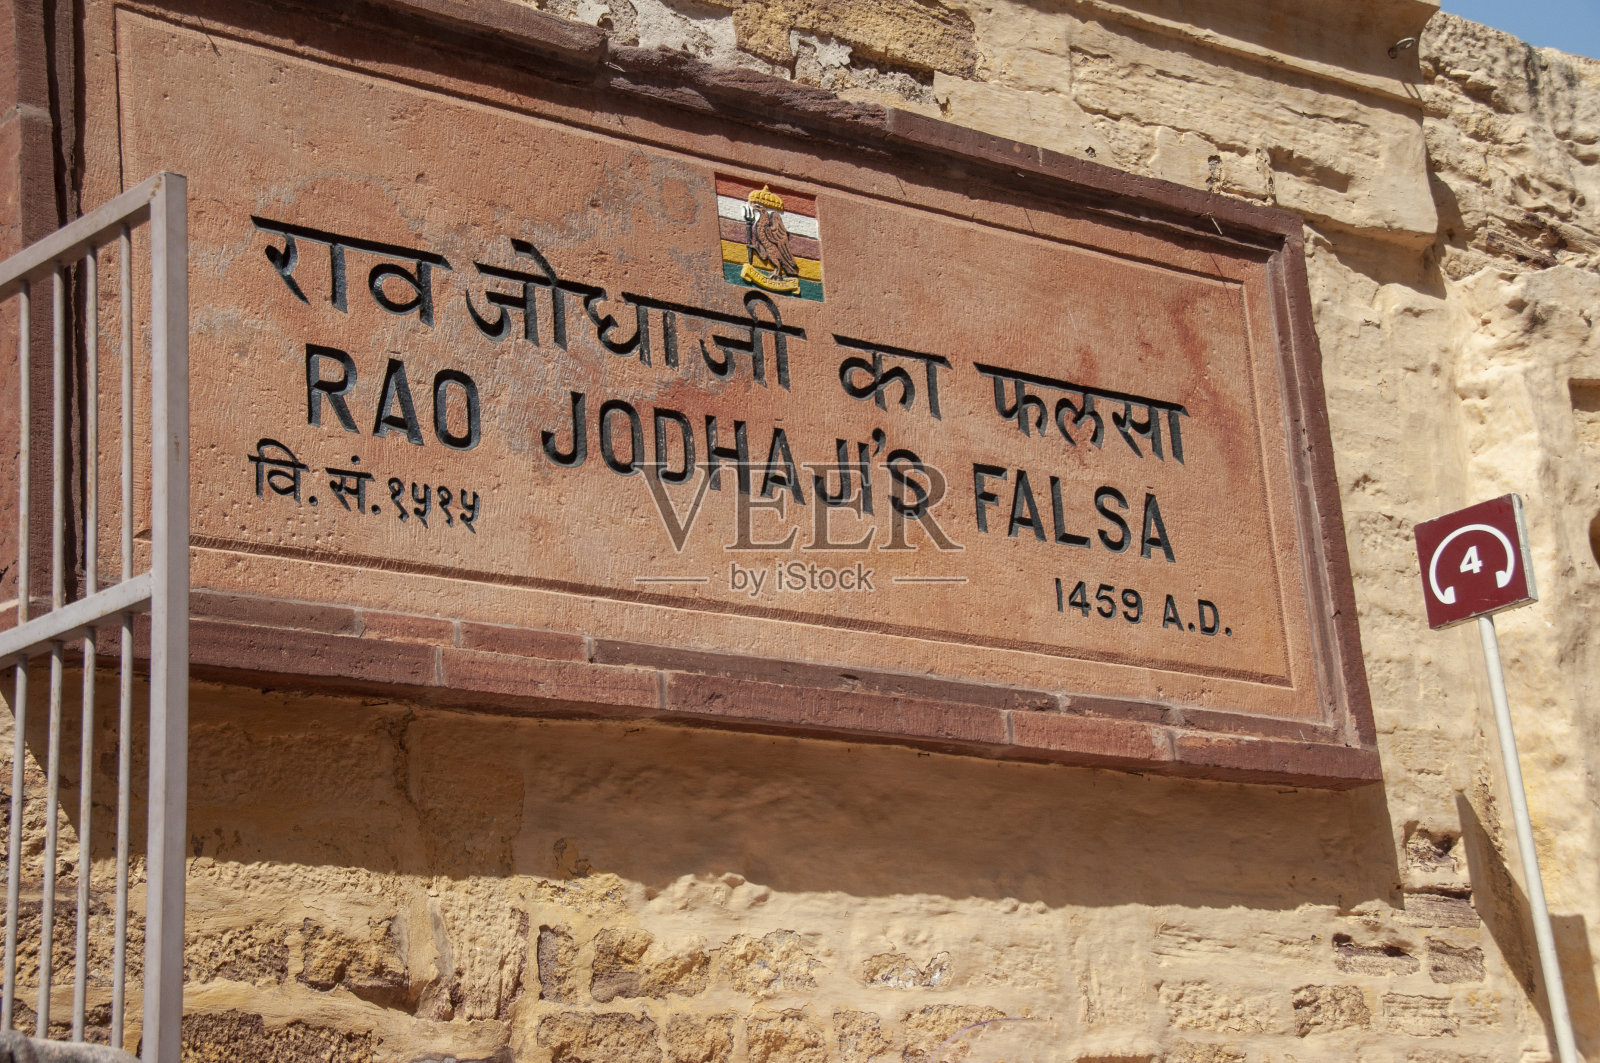 राव जोधाजी का फलसा
RAO JODHAJI'S FALSA
वि. सं. १५१५
1459 A.D.
4
VEER
by iStock